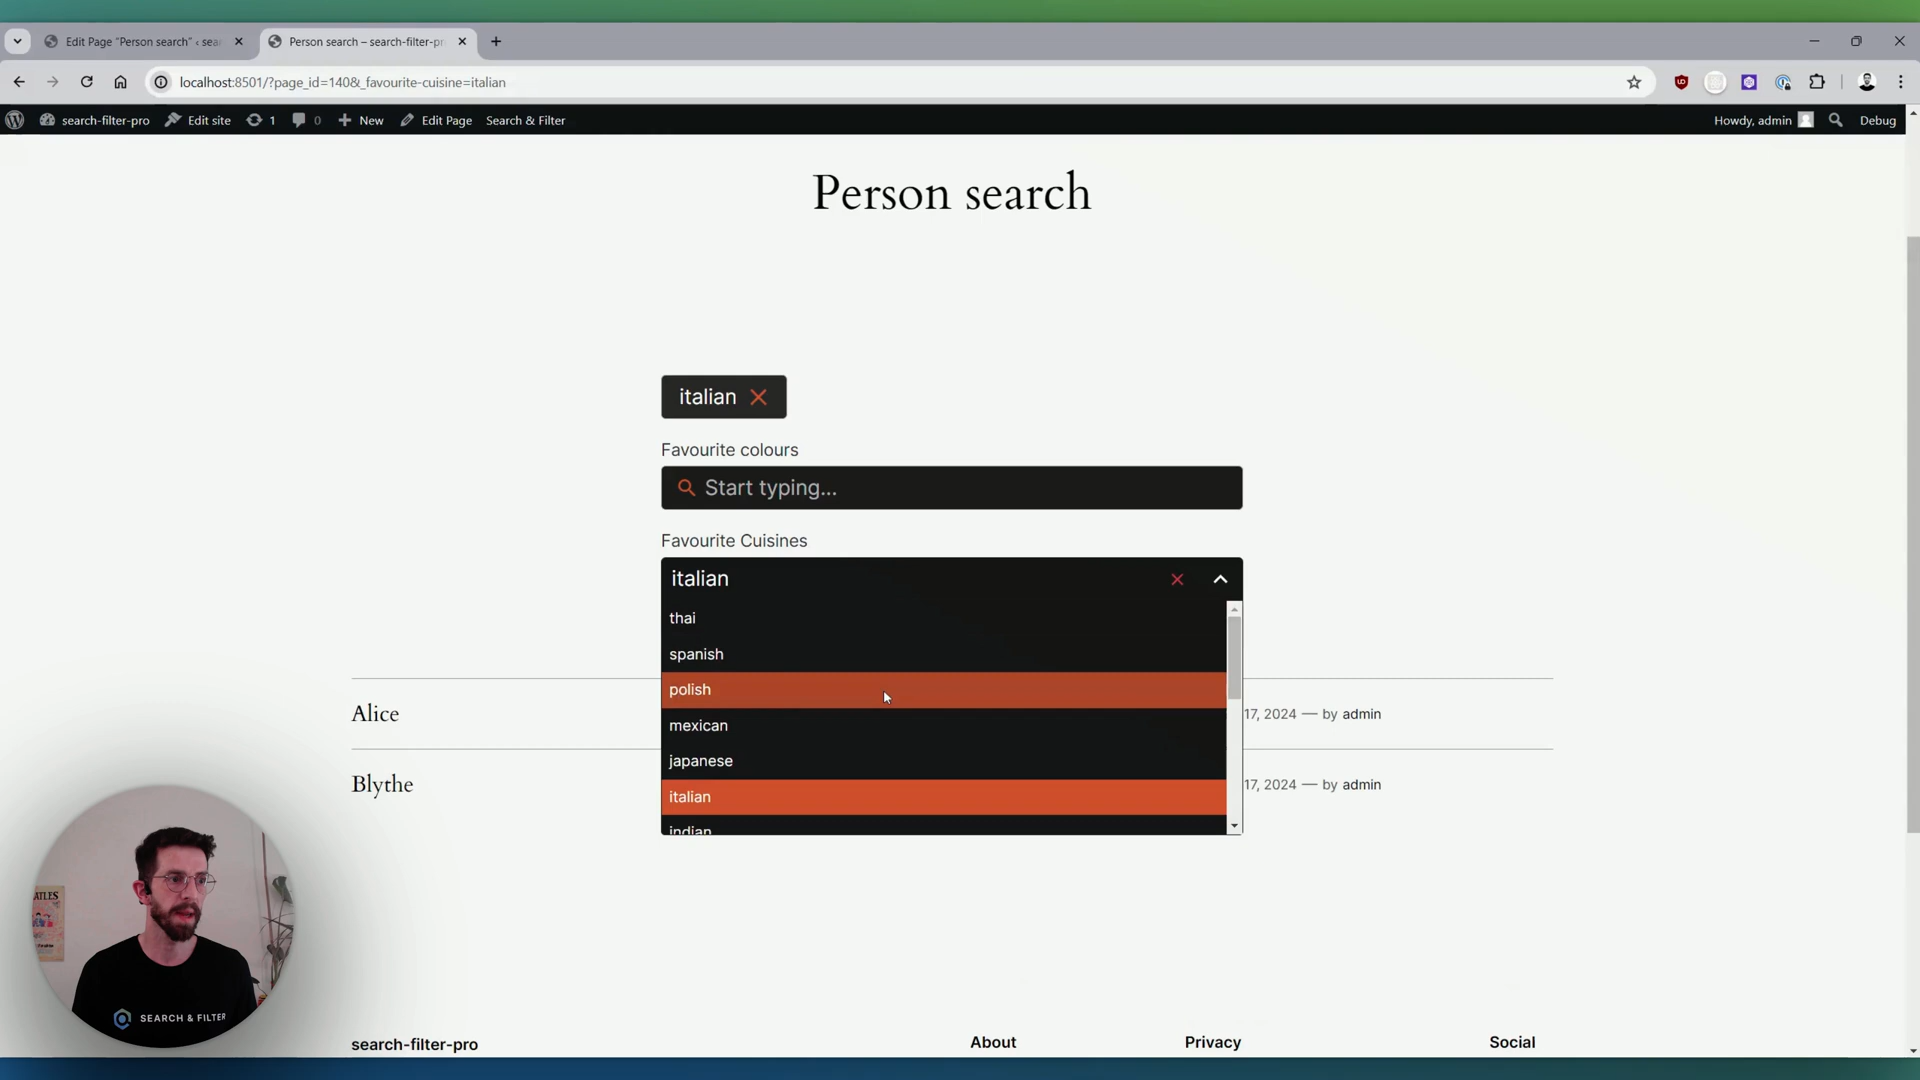 Edit Page "Person search" ‹ sea
Person search – search-filter-pr
localhost:8501/?page_id=140&_favourite-cuisine=italian
search-filter-pro
Edit site
1
0
New
Edit Page
Search & Filter
Howdy, admin
Debug
Person search
italian
Favourite colours
Start typing...
Favourite Cuisines
italian
thai
spanish
polish
mexican
japanese
italian
indian
Alice
17, 2024 — by admin
Blythe
17, 2024 — by admin
SEARCH & FILTER
search-filter-pro
About
Privacy
Social